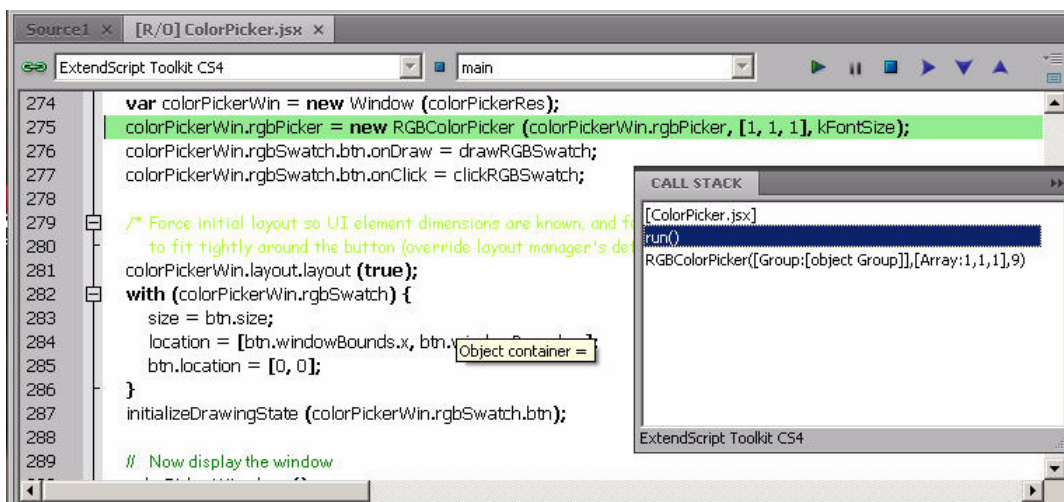 Source1 × [R/O] ColorPicker.jsx ×
ExtendScript Toolkit CS4 main
274 var colorPickerWin = new Window (colorPickerRes);
275 colorPickerWin.rgbPicker = new RGBColorPicker (colorPickerWin.rgbPicker, [1, 1, 1], kFontSize);
276 colorPickerWin.rgbSwatch.btn.onDraw = drawRGBSwatch;
277 colorPickerWin.rgbSwatch.btn.onClick = clickRGBSwatch;
278
279 /* Force initial layout so UI element dimensions are known, and
280 to fit tightly around the button (override layout manager's
281 colorPickerWin.layout.layout (true);
282 with (colorPickerWin.rgbSwatch) {
283 size = btn.size;
284 location = [btn.windowBounds.x,
285 btn.location = [0, 0];
286 }
287 initializeDrawingState (colorPickerWin.rgbSwatch.btn);
288
289 // Now display the window
Object container =
CALL STACK
[ColorPicker.jsx]
run()
RGBColorPicker([Group:[object Group]],[Array:1,1,1],9)
ExtendScript Toolkit CS4